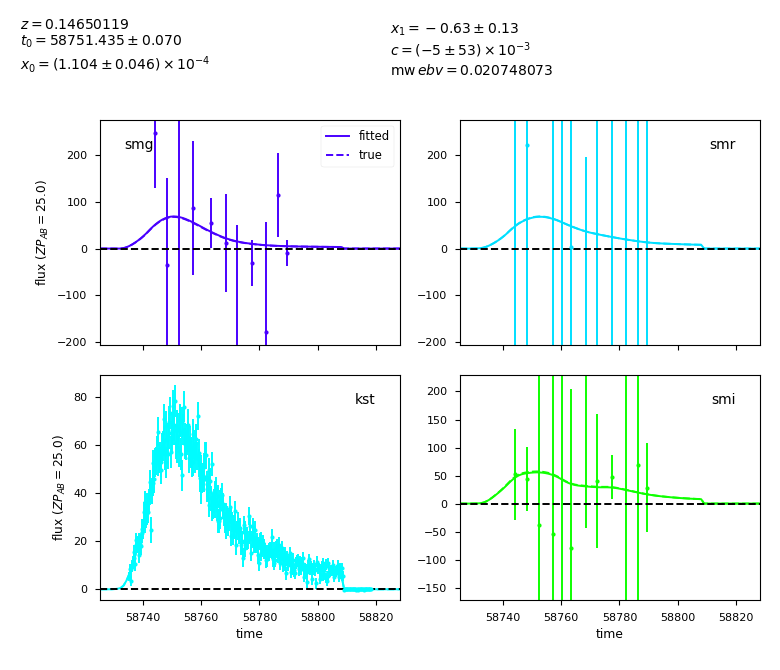 z = 0.14650119
t₀ = 58751.435 ± 0.070
x₀ = (1.104 ± 0.046) × 10⁻⁴
x₁ = −0.63 ± 0.13
c = (−5 ± 53) × 10⁻³
mw ebv = 0.020748073
smg
fitted
true
200
100
0
−100
−200
flux (ZP_AB = 25.0)
smr
200
100
0
−100
−200
kst
80
60
40
20
0
flux (ZP_AB = 25.0)
58740 58760 58780 58800 58820
time
smi
200
150
100
50
0
−50
−100
−150
58740 58760 58780 58800 58820
time